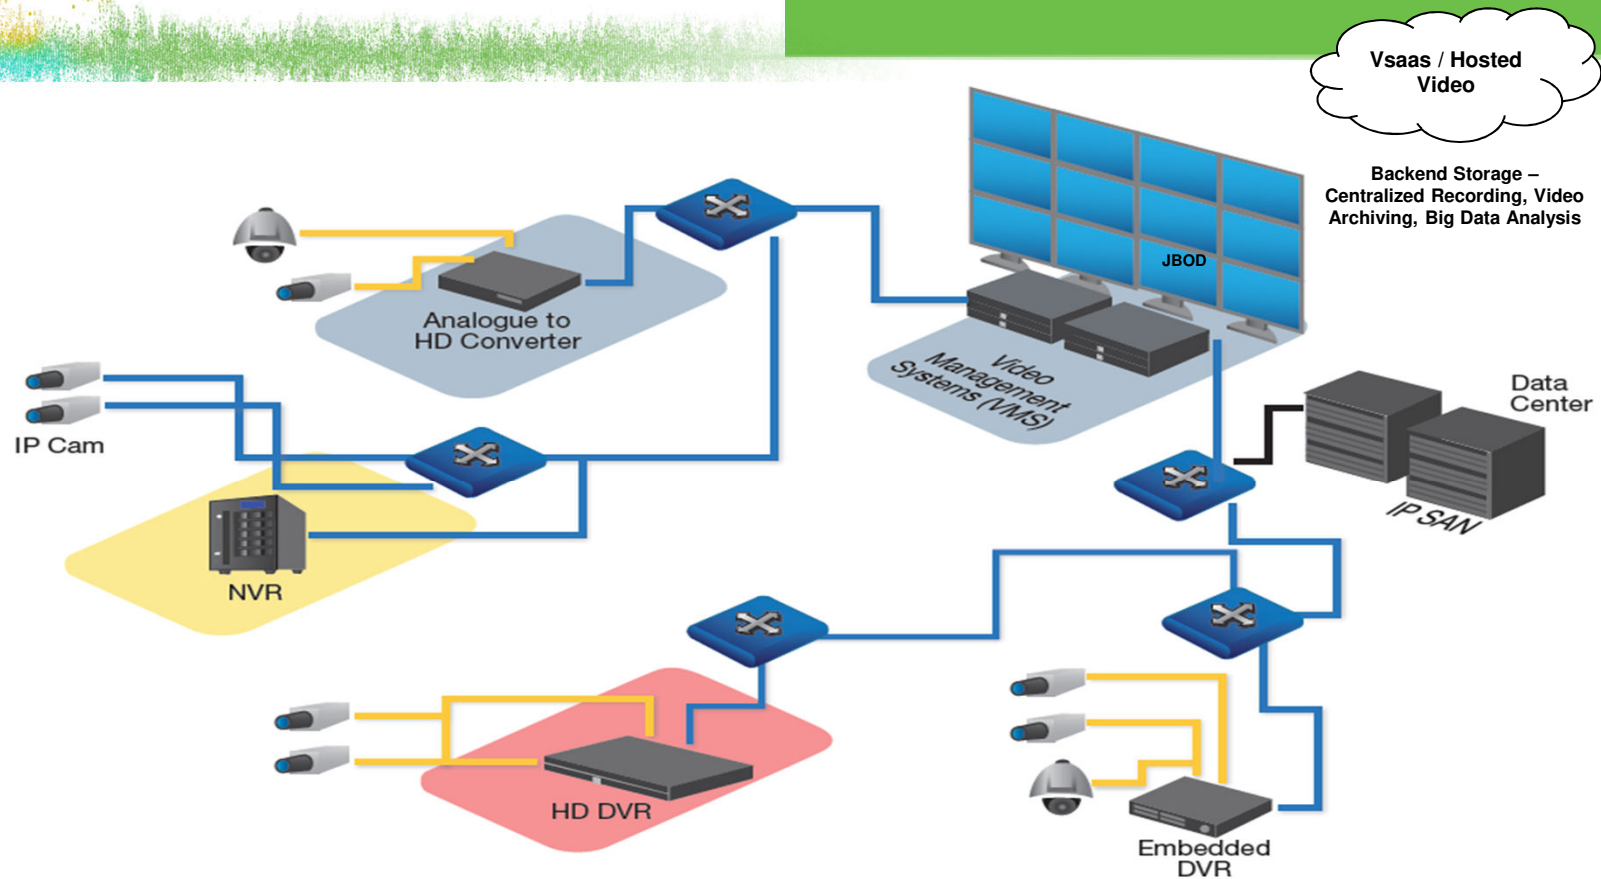 Vsaas / Hosted
Video
Backend Storage –
Centralized Recording, Video
Archiving, Big Data Analysis
JBOD
Analogue to
HD Converter
Video
Management
Systems (VMS)
Data
Center
IP SAN
IP Cam
NVR
HD DVR
Embedded
DVR